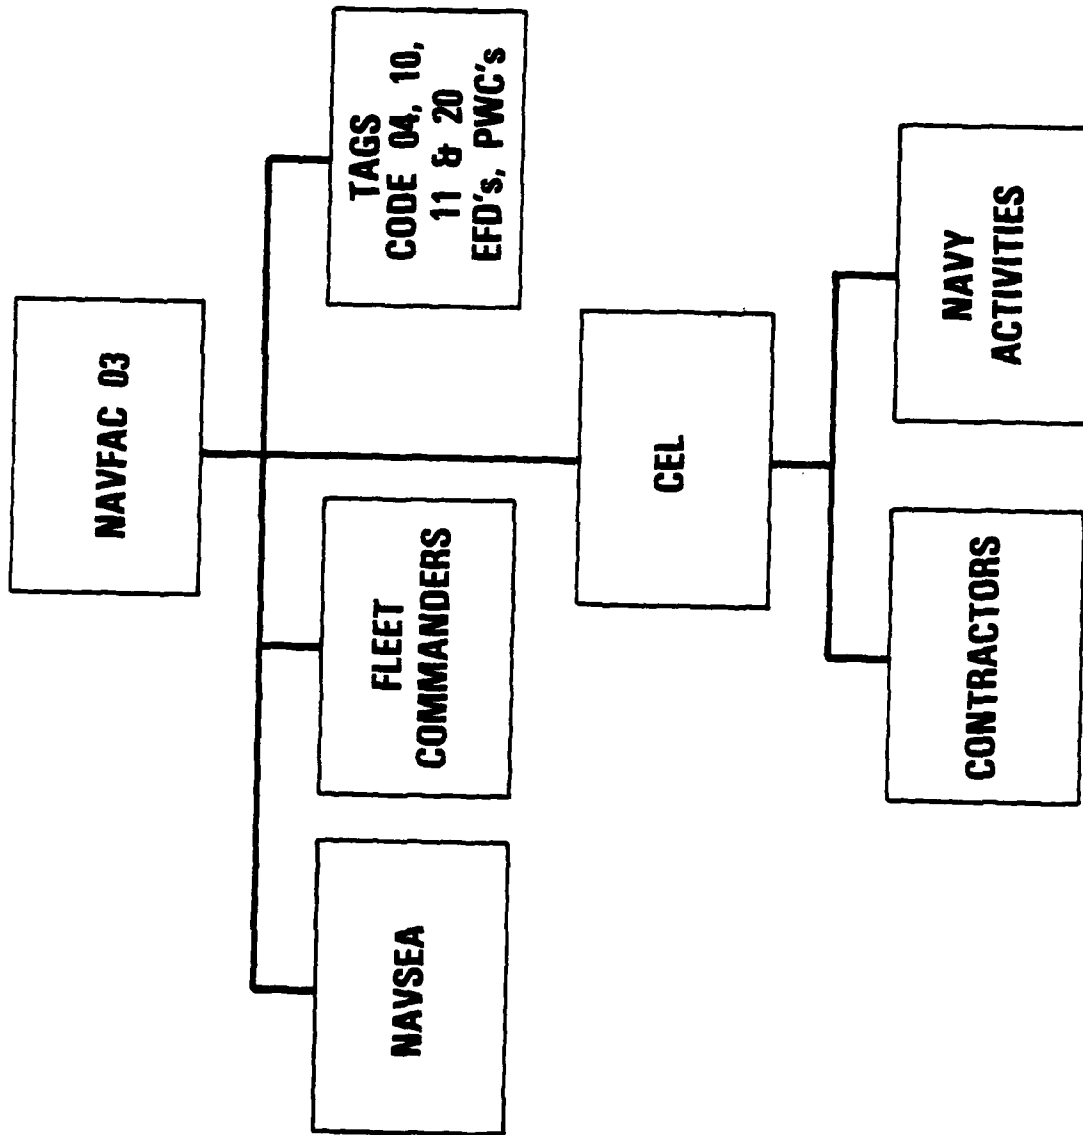 NAVFAC 03
NAVSEA
FLEET
COMMANDERS
TAGS
CODE 04, 10,
11 & 20
EFD's, PWC's
CEL
CONTRACTORS
NAVY
ACTIVITIES